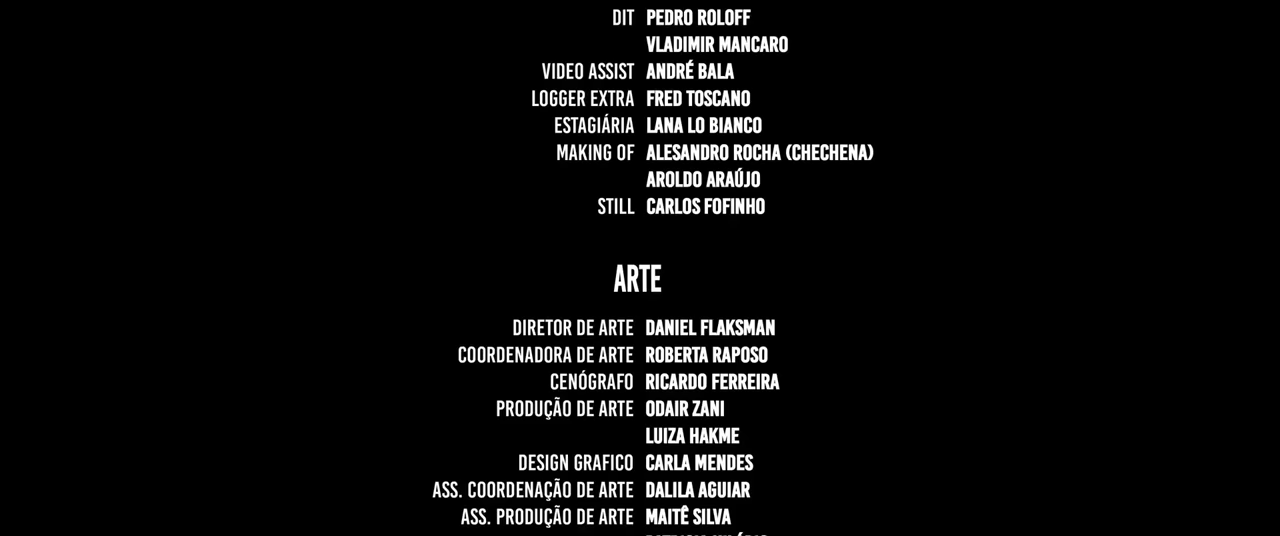 DIT PEDRO ROLOFF
VLADIMIR MANCARO
VIDEO ASSIST ANDRÉ BALA
LOGGER EXTRA FRED TOSCANO
ESTAGIÁRIA LANA LO BIANCO
MAKING OF ALESANDRO ROCHA (CHECHENA)
AROLDO ARAÚJO
STILL CARLOS FOFINHO
ARTE
DIRETOR DE ARTE DANIEL FLAKSMAN
COORDENADORA DE ARTE ROBERTA RAPOSO
CENÓGRAFO RICARDO FERREIRA
PRODUÇÃO DE ARTE ODAIR ZANI
LUIZA HAKME
DESIGN GRAFICO CARLA MENDES
ASS. COORDENAÇÃO DE ARTE DALILA AGUIAR
ASS. PRODUÇÃO DE ARTE MAITÊ SILVA